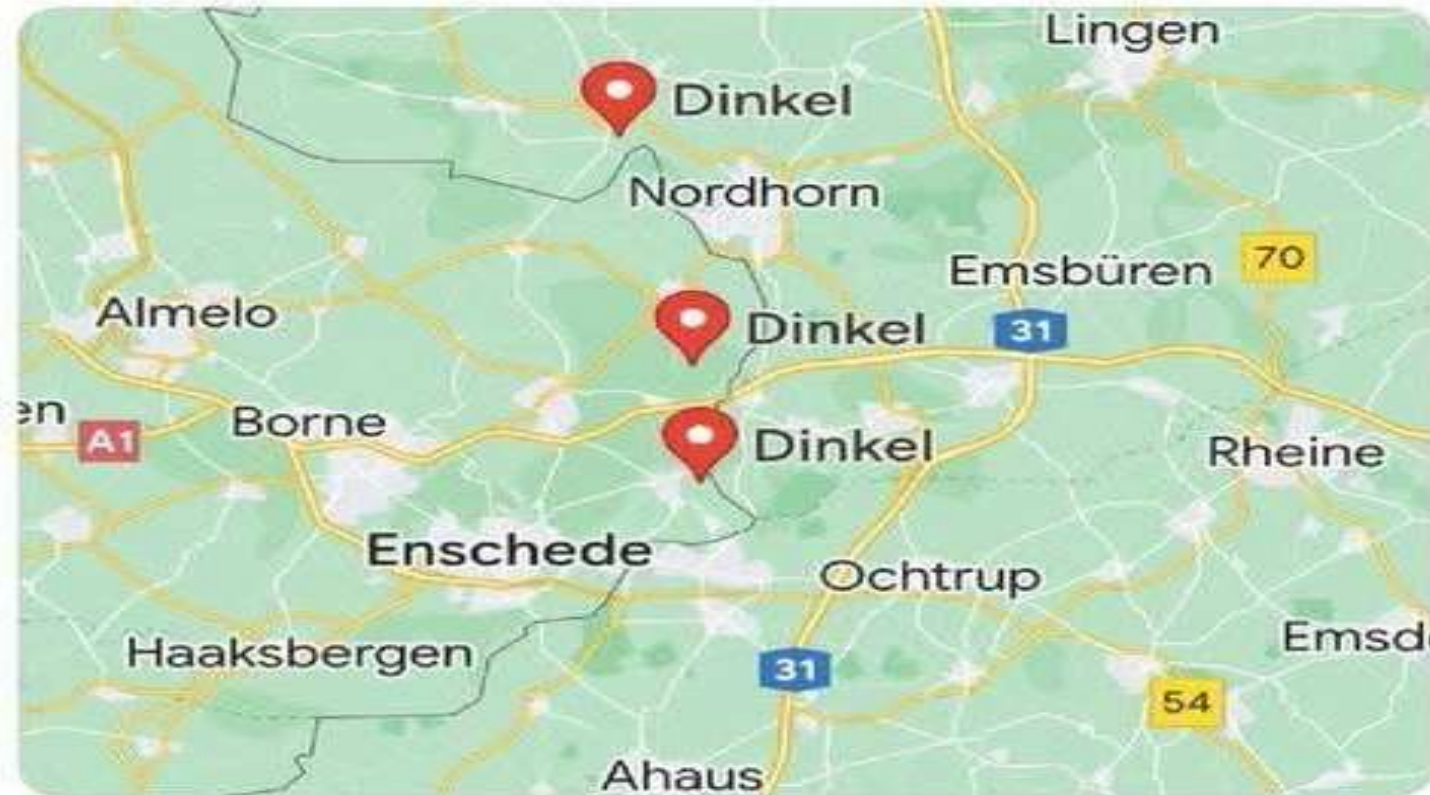 Lingen
Dinkel
Nordhorn
Emsbüren
70
Almelo
Dinkel
31
en
A1
Borne
Dinkel
Rheine
Enschede
Ochtrup
Haaksbergen
Emsd
31
54
Ahaus